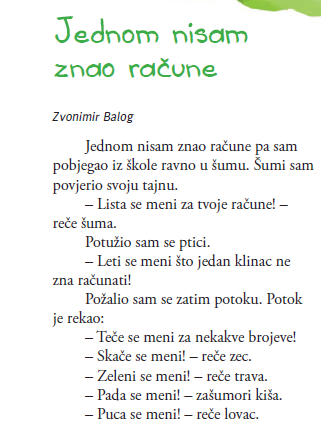 Jednom nisam
znao račune
Zvonimir Balog
Jednom nisam znao račune pa sam
pobjegao iz škole ravno u šumu. Šumi sam
povjerio svoju tajnu.
– Lista se meni za tvoje račune! –
reče šuma.
Potužio sam se ptici.
– Leti se meni što jedan klinac ne
zna računati!
Požalio sam se zatim potoku. Potok
je rekao:
– Teče se meni za nekakve brojeve!
– Skače se meni! – reče zec.
– Zeleni se meni! – reče trava.
– Pada se meni! – zašumori kiša.
– Puca se meni! – reče lovac.